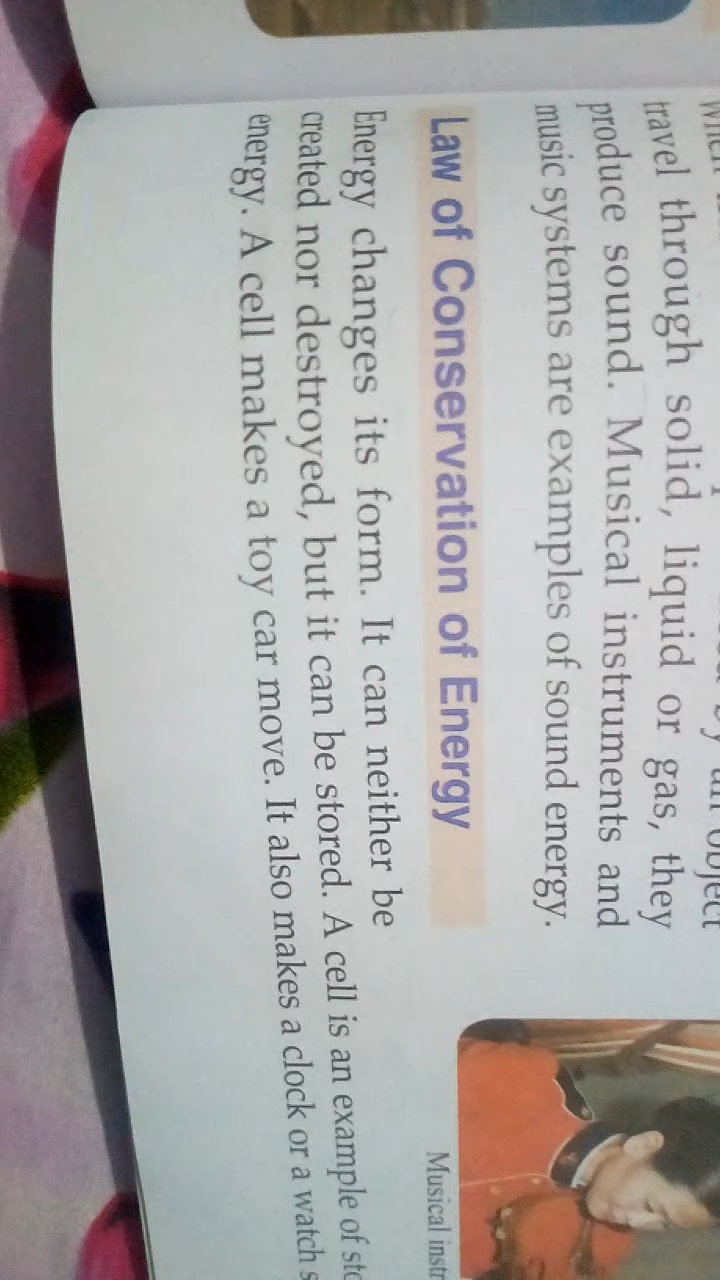 object
travel through solid, liquid or gas, they
produce sound. Musical instruments and
music systems are examples of sound energy.
Law of Conservation of Energy
Energy changes its form. It can neither be
created nor destroyed, but it can be stored. A cell is an example of
energy. A cell makes a toy car move. It also makes a clock or a watch
Musical